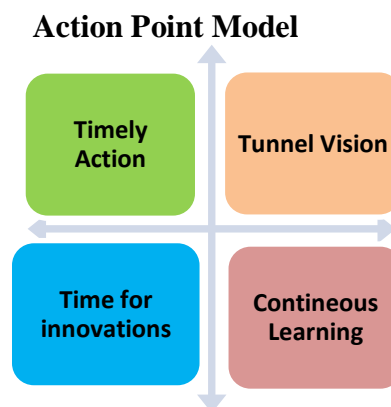 Action Point Model
Timely
Action
Tunnel Vision
Time for
innovations
Contineous
Learning